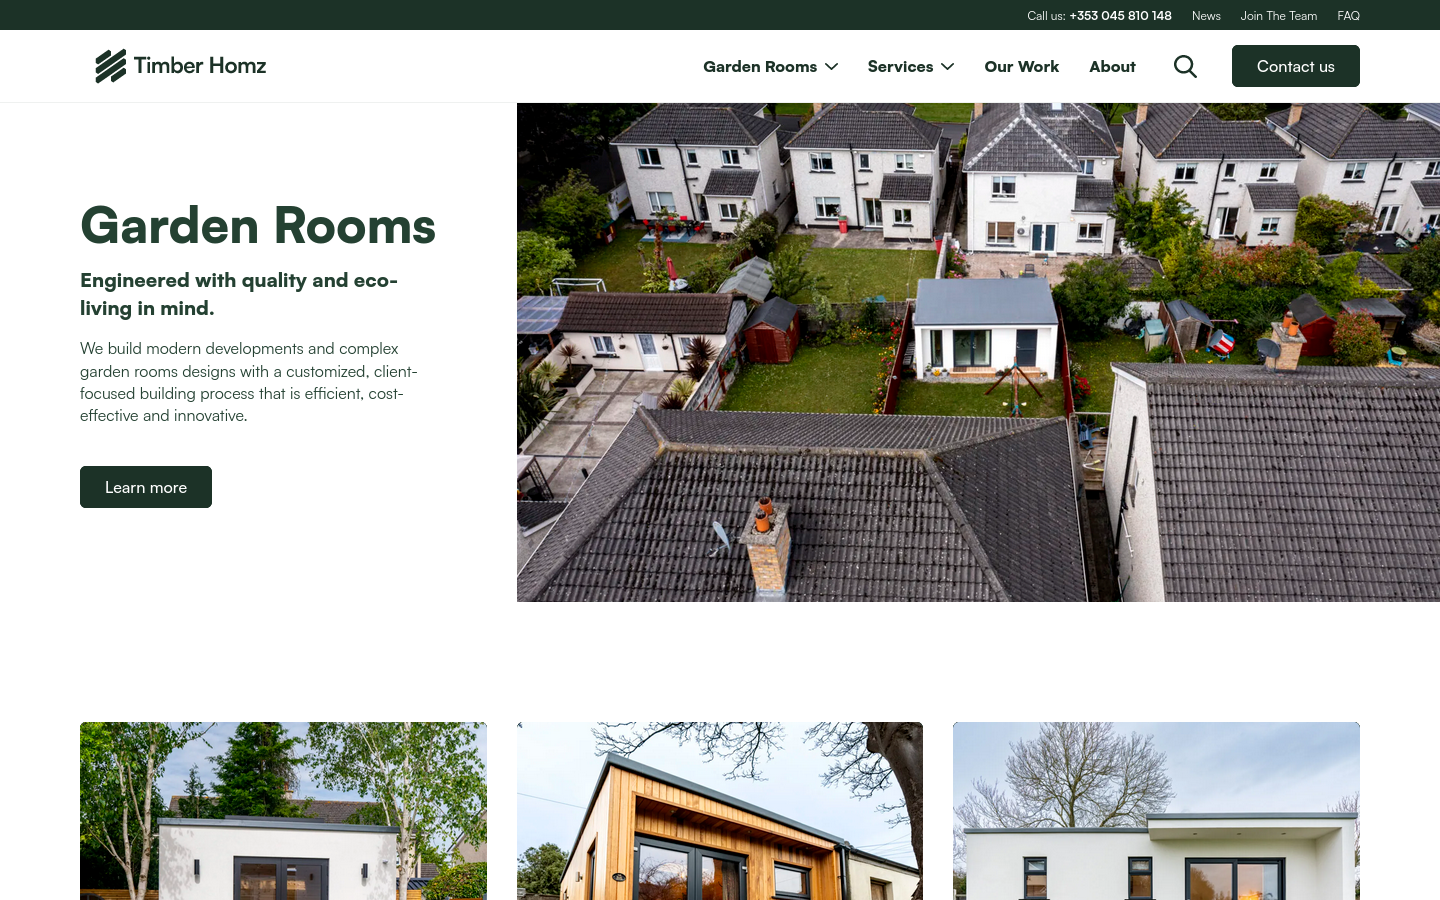 Call us: +353 045 810 148 News Join The Team FAQ
Timber Homz
Garden Rooms Services Our Work About Contact us
Garden Rooms
Engineered with quality and eco-
living in mind.
We build modern developments and complex
garden rooms designs with a customized, client-
focused building process that is efficient, cost-
effective and innovative.
Learn more